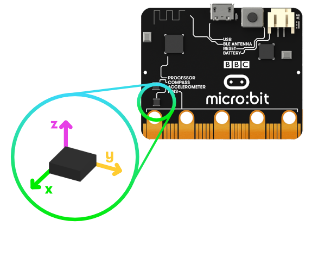 USB
BLE ANTENNA
RESET
BATTERY
BBC
PROCESSOR
COMPASS
ACCELEROMETER
micro:bit
z
y
x